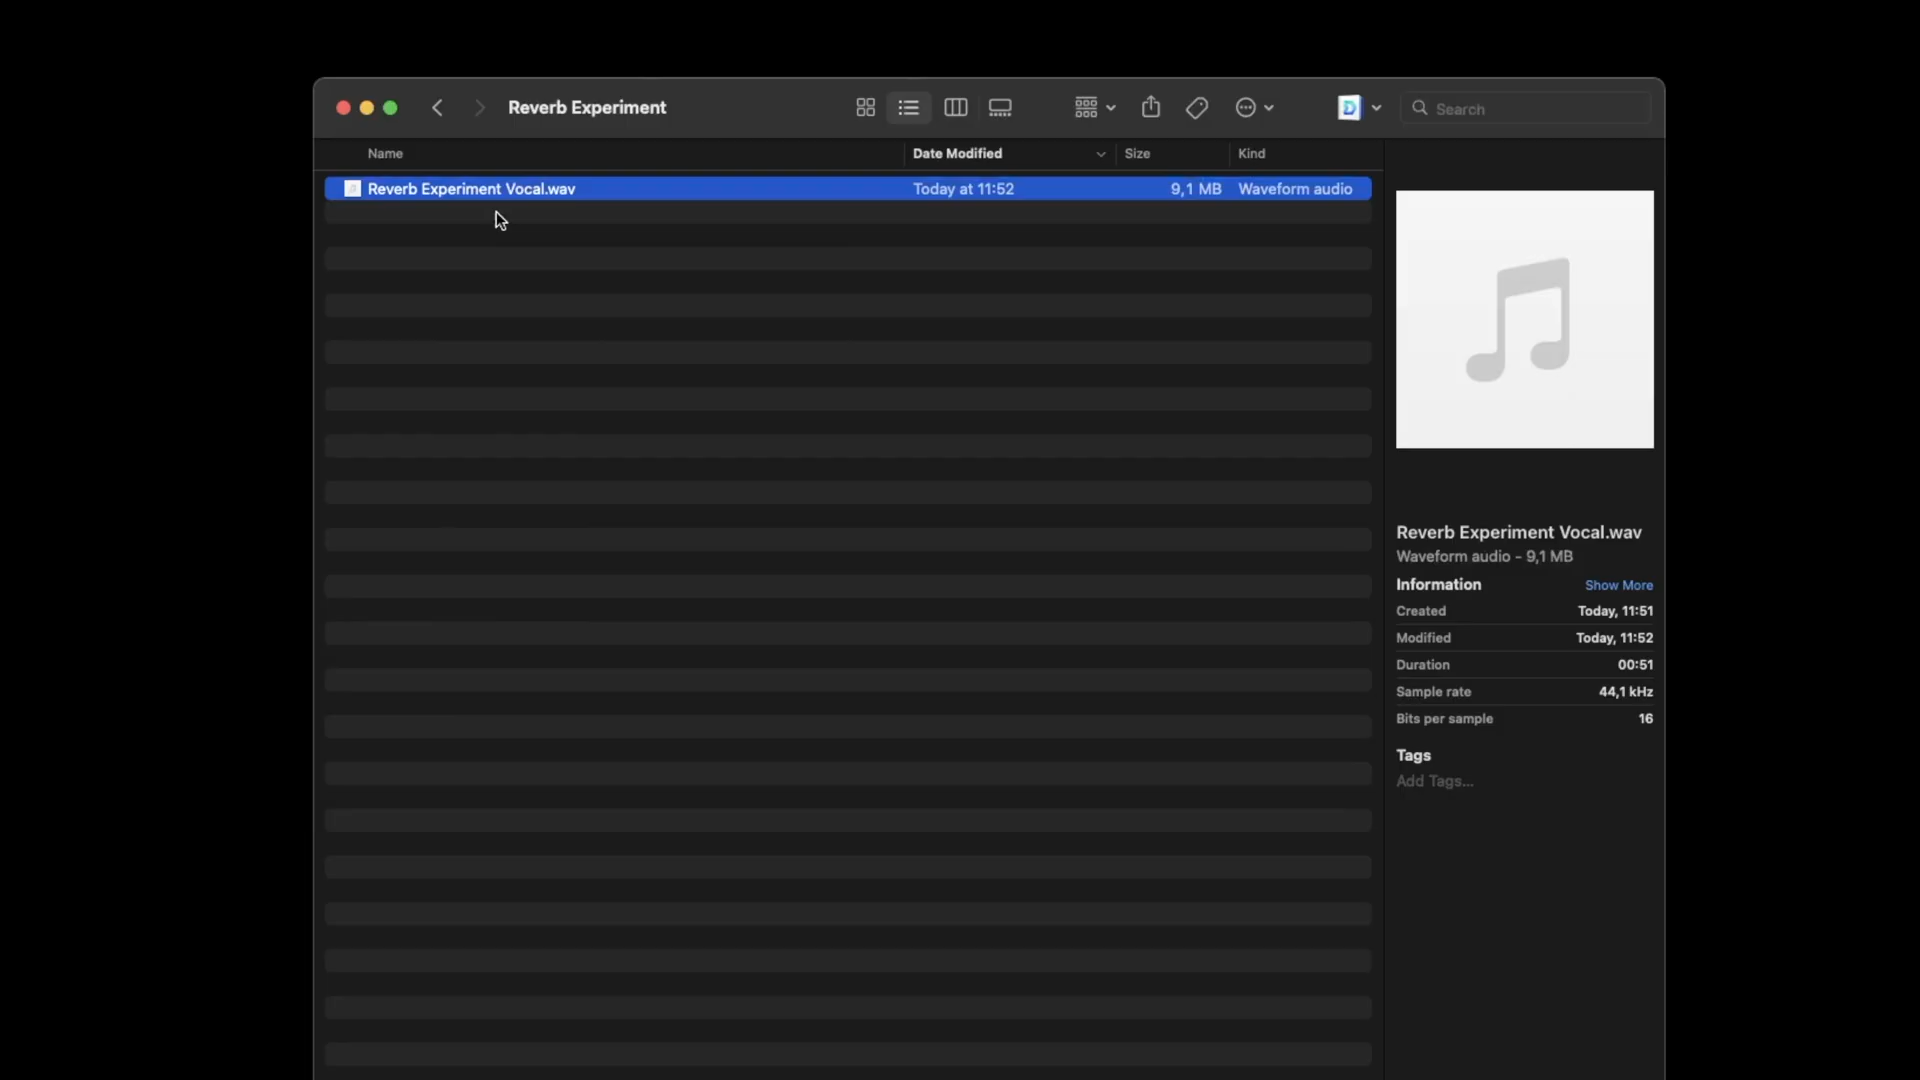 Reverb Experiment
Search
Name Date Modified Size Kind
Reverb Experiment Vocal.wav Today at 11:52 9,1 MB Waveform audio
Reverb Experiment Vocal.wav
Waveform audio - 9,1 MB
Information Show More
Created Today, 11:51
Modified Today, 11:52
Duration 00:51
Sample rate 44,1 kHz
Bits per sample 16
Tags
Add Tags...